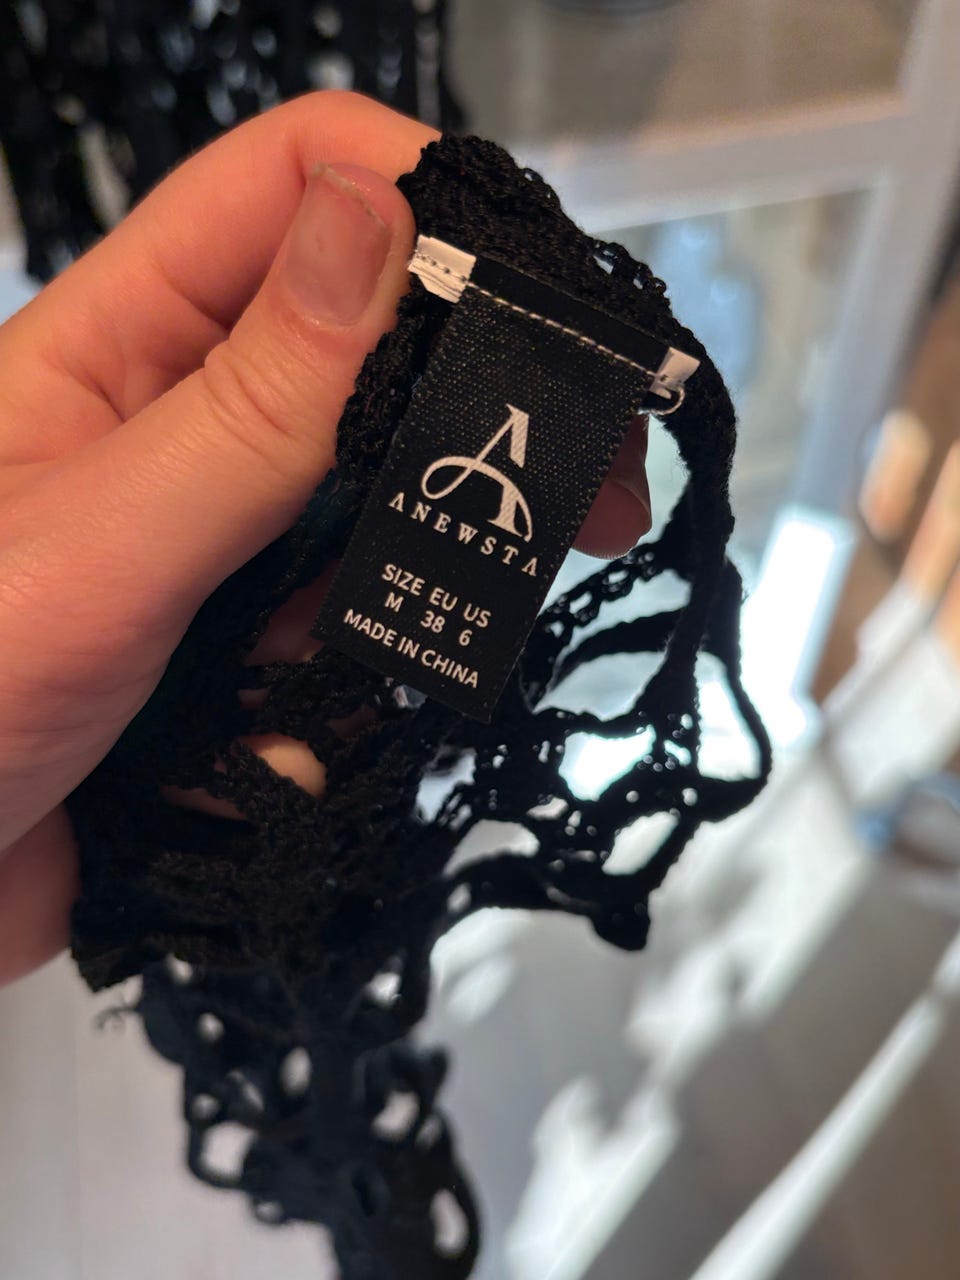 A
ANEWSTA
SIZE EU US
M 38 6
MADE IN CHINA